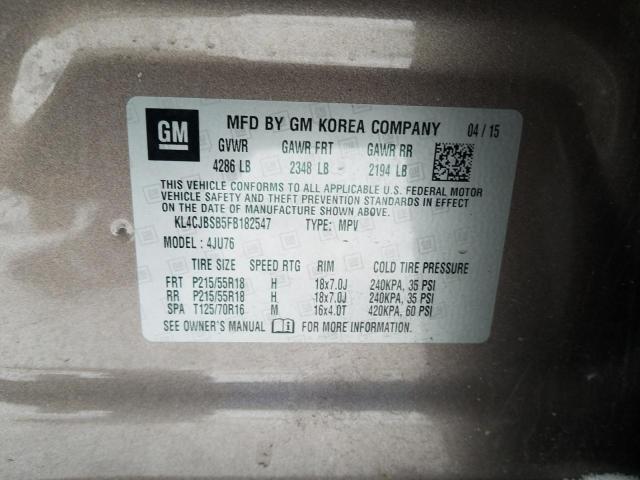 GM MFD BY GM KOREA COMPANY 04 / 15
GVWR GAWR FRT GAWR RR
4286 LB 2348 LB 2194 LB
THIS VEHICLE CONFORMS TO ALL APPLICABLE U.S. FEDERAL MOTOR
VEHICLE SAFETY AND THEFT PREVENTION STANDARDS IN EFFECT
ON THE DATE OF MANUFACTURE SHOWN ABOVE.
KL4CJBSB5FB182547 TYPE: MPV
MODEL: 4JU76
TIRE SIZE SPEED RTG RIM COLD TIRE PRESSURE
FRT P215/55R18 H 18x7.0J 240KPA, 35 PSI
RR P215/55R18 H 18x7.0J 240KPA, 35 PSI
SPA T125/70R16 M 16x4.0T 420KPA, 60 PSI
SEE OWNER'S MANUAL FOR MORE INFORMATION.